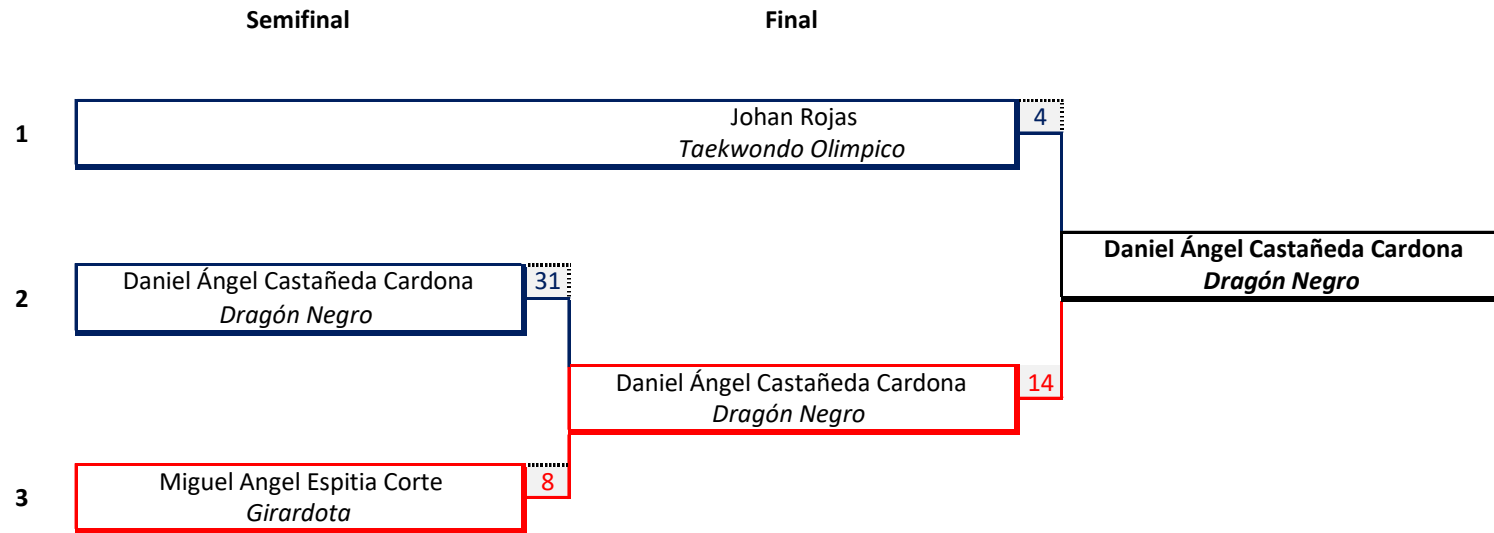 Semifinal Final
1 Johan Rojas 4
Taekwondo Olimpico
Daniel Ángel Castañeda Cardona
Dragón Negro
2 Daniel Ángel Castañeda Cardona 31
Dragón Negro
Daniel Ángel Castañeda Cardona 14
Dragón Negro
3 Miguel Angel Espitia Corte 8
Girardota